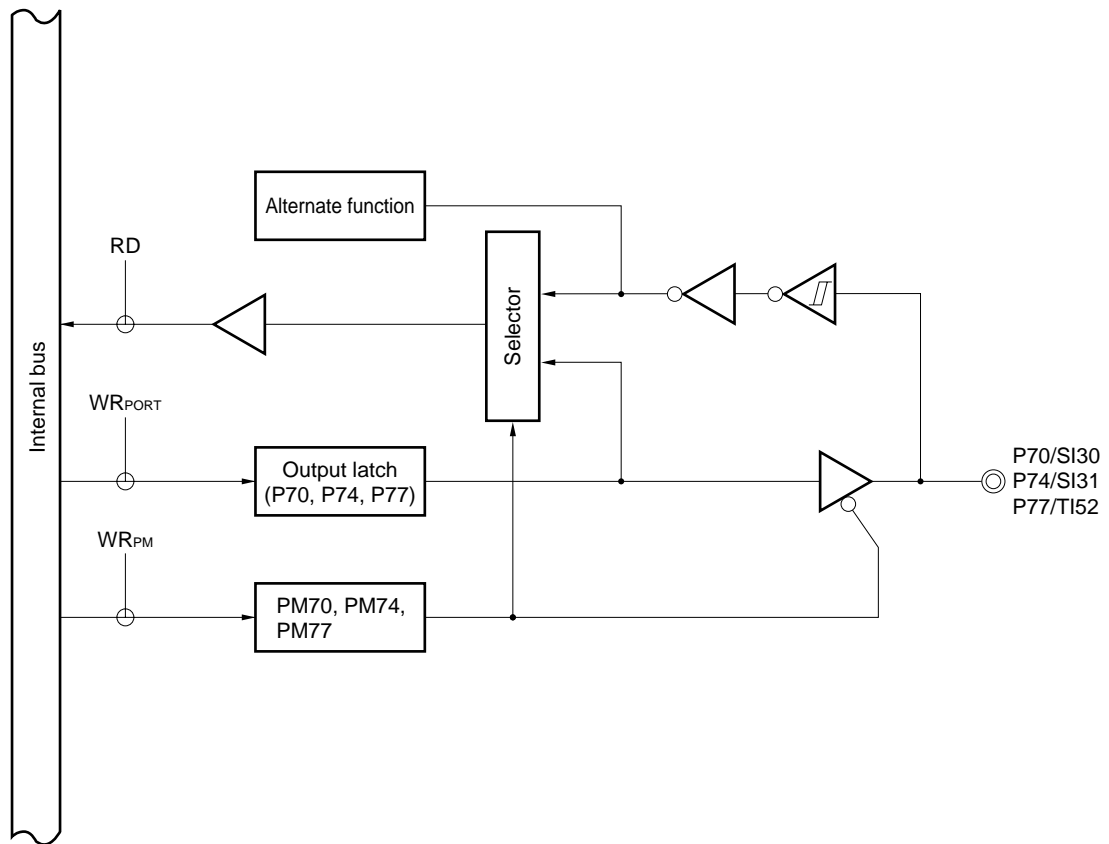 Alternate function
RD
Selector
Internal bus
WRPORT
Output latch
(P70, P74, P77)
P70/SI30
P74/SI31
P77/TI52
WRPM
PM70, PM74,
PM77